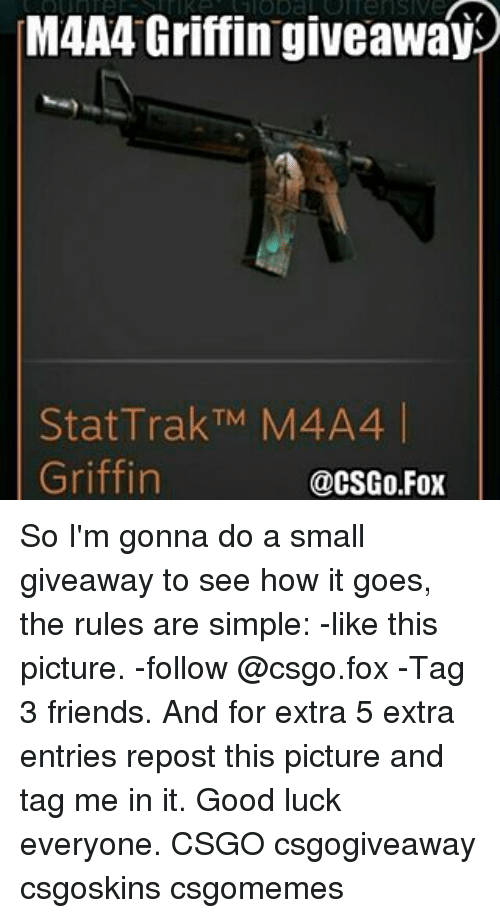 M4A4 Griffin giveaway
StatTrak™ M4A4 |
Griffin
@CSGO.FOX
So I'm gonna do a small
giveaway to see how it goes,
the rules are simple: -like this
picture. -follow @csgo.fox -Tag
3 friends. And for extra 5 extra
entries repost this picture and
tag me in it. Good luck
everyone. CSGO csgogiveaway
csgoskins csgomemes